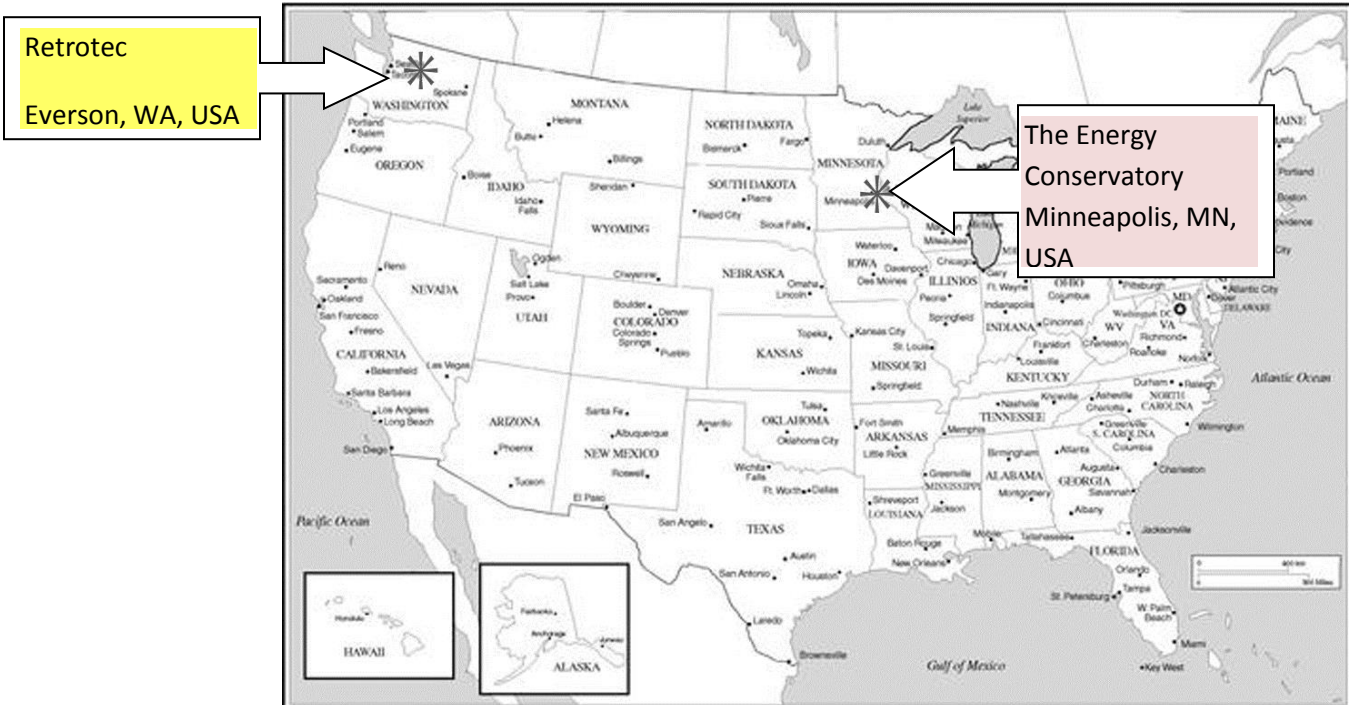 Retrotec
Everson, WA, USA
The Energy
Conservatory
Minneapolis, MN,
USA
Spokane
WASHINGTON
Portland
Salem
Eugene
OREGON
MONTANA
Helena
Butte
Billings
Boise
IDAHO
Idaho
Falls
NORTH DAKOTA
Bismarck
Fargo
Duluth
MINNESOTA
Lake
Superior
SOUTH DAKOTA
Pierre
Rapid City
Sioux Falls
Sheridan
WYOMING
Cheyenne
Reno
NEVADA
Ogden
Salt Lake
Provo
UTAH
Sacramento
Oakland
San Francisco
Fresno
CALIFORNIA
Bakersfield
Las Vegas
Santa Barbara
Los Angeles
Long Beach
San Diego
Boulder
Denver
COLORADO
Colorado
Springs
Pueblo
NEBRASKA
Omaha
Lincoln
Waterloo
IOWA
Davenport
Des Moines
Milwaukee
Michigan
Chicago
ILLINIOS
Peoria
Springfield
Gary
Ft. Wayne
Indianapolis
INDIANA
OHIO
Columbus
Cincinnati
Pittsburgh
MD
Washington DC
Dover
DELAWARE
Atlantic City
Portland
Boston
City
Topeka
KANSAS
Wichita
Kansas City
St. Louis
MISSOURI
Springfield
Frankfort
Louisville
KENTUCKY
WV
Charleston
VA
Richmond
Roanoke
Norfolk
ARIZONA
Phoenix
Tucson
Santa Fe
Albuquerque
NEW MEXICO
Roswell
El Paso
Amarillo
Tulsa
OKLAHOMA
Oklahoma City
Wichita
Falls
Ft. Worth
Dallas
San Angelo
TEXAS
Austin
San Antonio
Houston
Laredo
Brownsville
Fort Smith
ARKANSAS
Little Rock
Memphis
Nashville
Knoxville
TENNESSEE
Asheville
Charlotte
Durham
Raleigh
NORTH
CAROLINA
Greenville
S. CAROLINA
Columbia
Wilmington
Charleston
Greenville
MISSISSIPPI
Jackson
Birmingham
ALABAMA
Montgomery
Mobile
Atlanta
Augusta
GEORGIA
Savannah
Albany
Shreveport
LOUISIANA
Baton Rouge
New Orleans
Tallahassee
Jacksonville
FLORIDA
Orlando
Tampa
St. Petersburg
W. Palm
Beach
Miami
Key West
Pacific Ocean
Atlantic Ocean
Gulf of Mexico
Honolulu
HAWAII
Fairbanks
Anchorage
Juneau
ALASKA